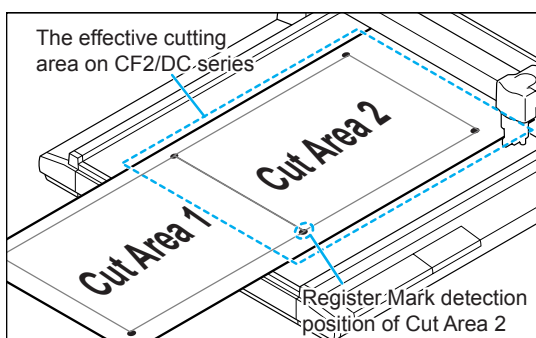 The effective cutting
area on CF2/DC series
Cut Area 2
Cut Area 1
Register Mark detection
position of Cut Area 2